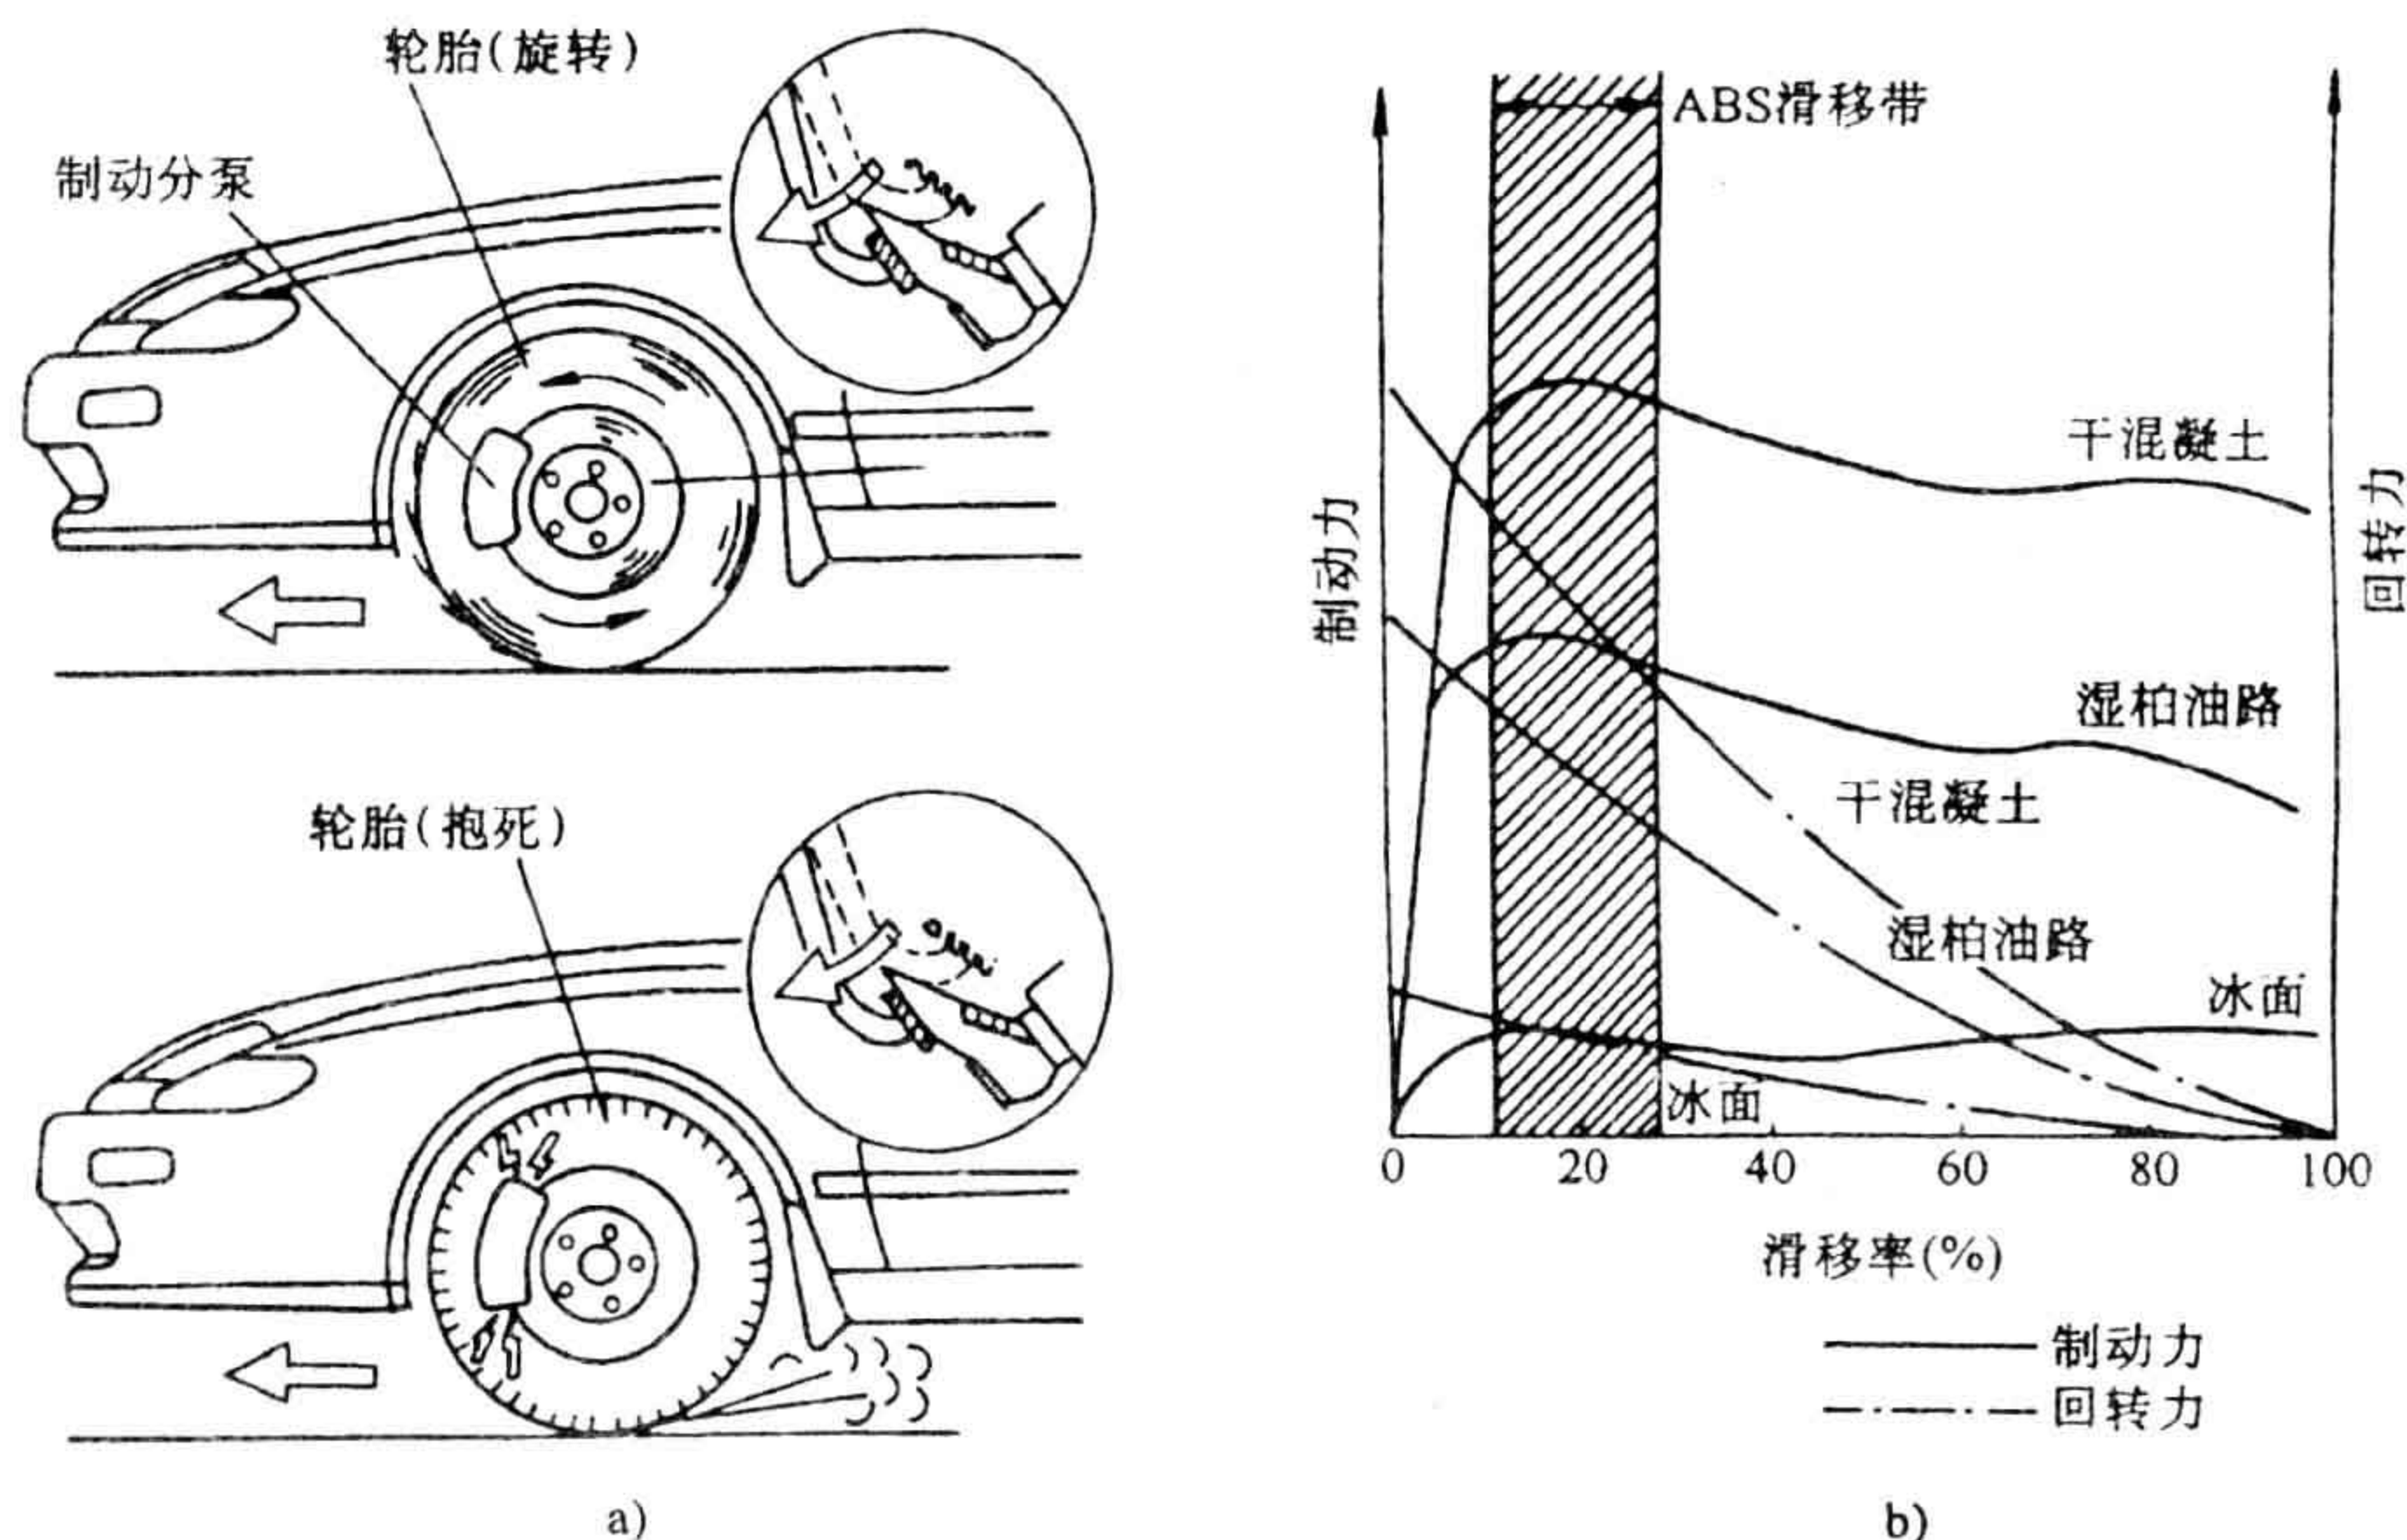 轮胎(旋转)
制动分泵
轮胎(抱死)
a)
ABS滑移带
制动力
回转力
干混凝土
湿柏油路
干混凝土
湿柏油路
冰面
冰面
0 20 40 60 80 100
滑移率(%)
制动力
回转力
b)